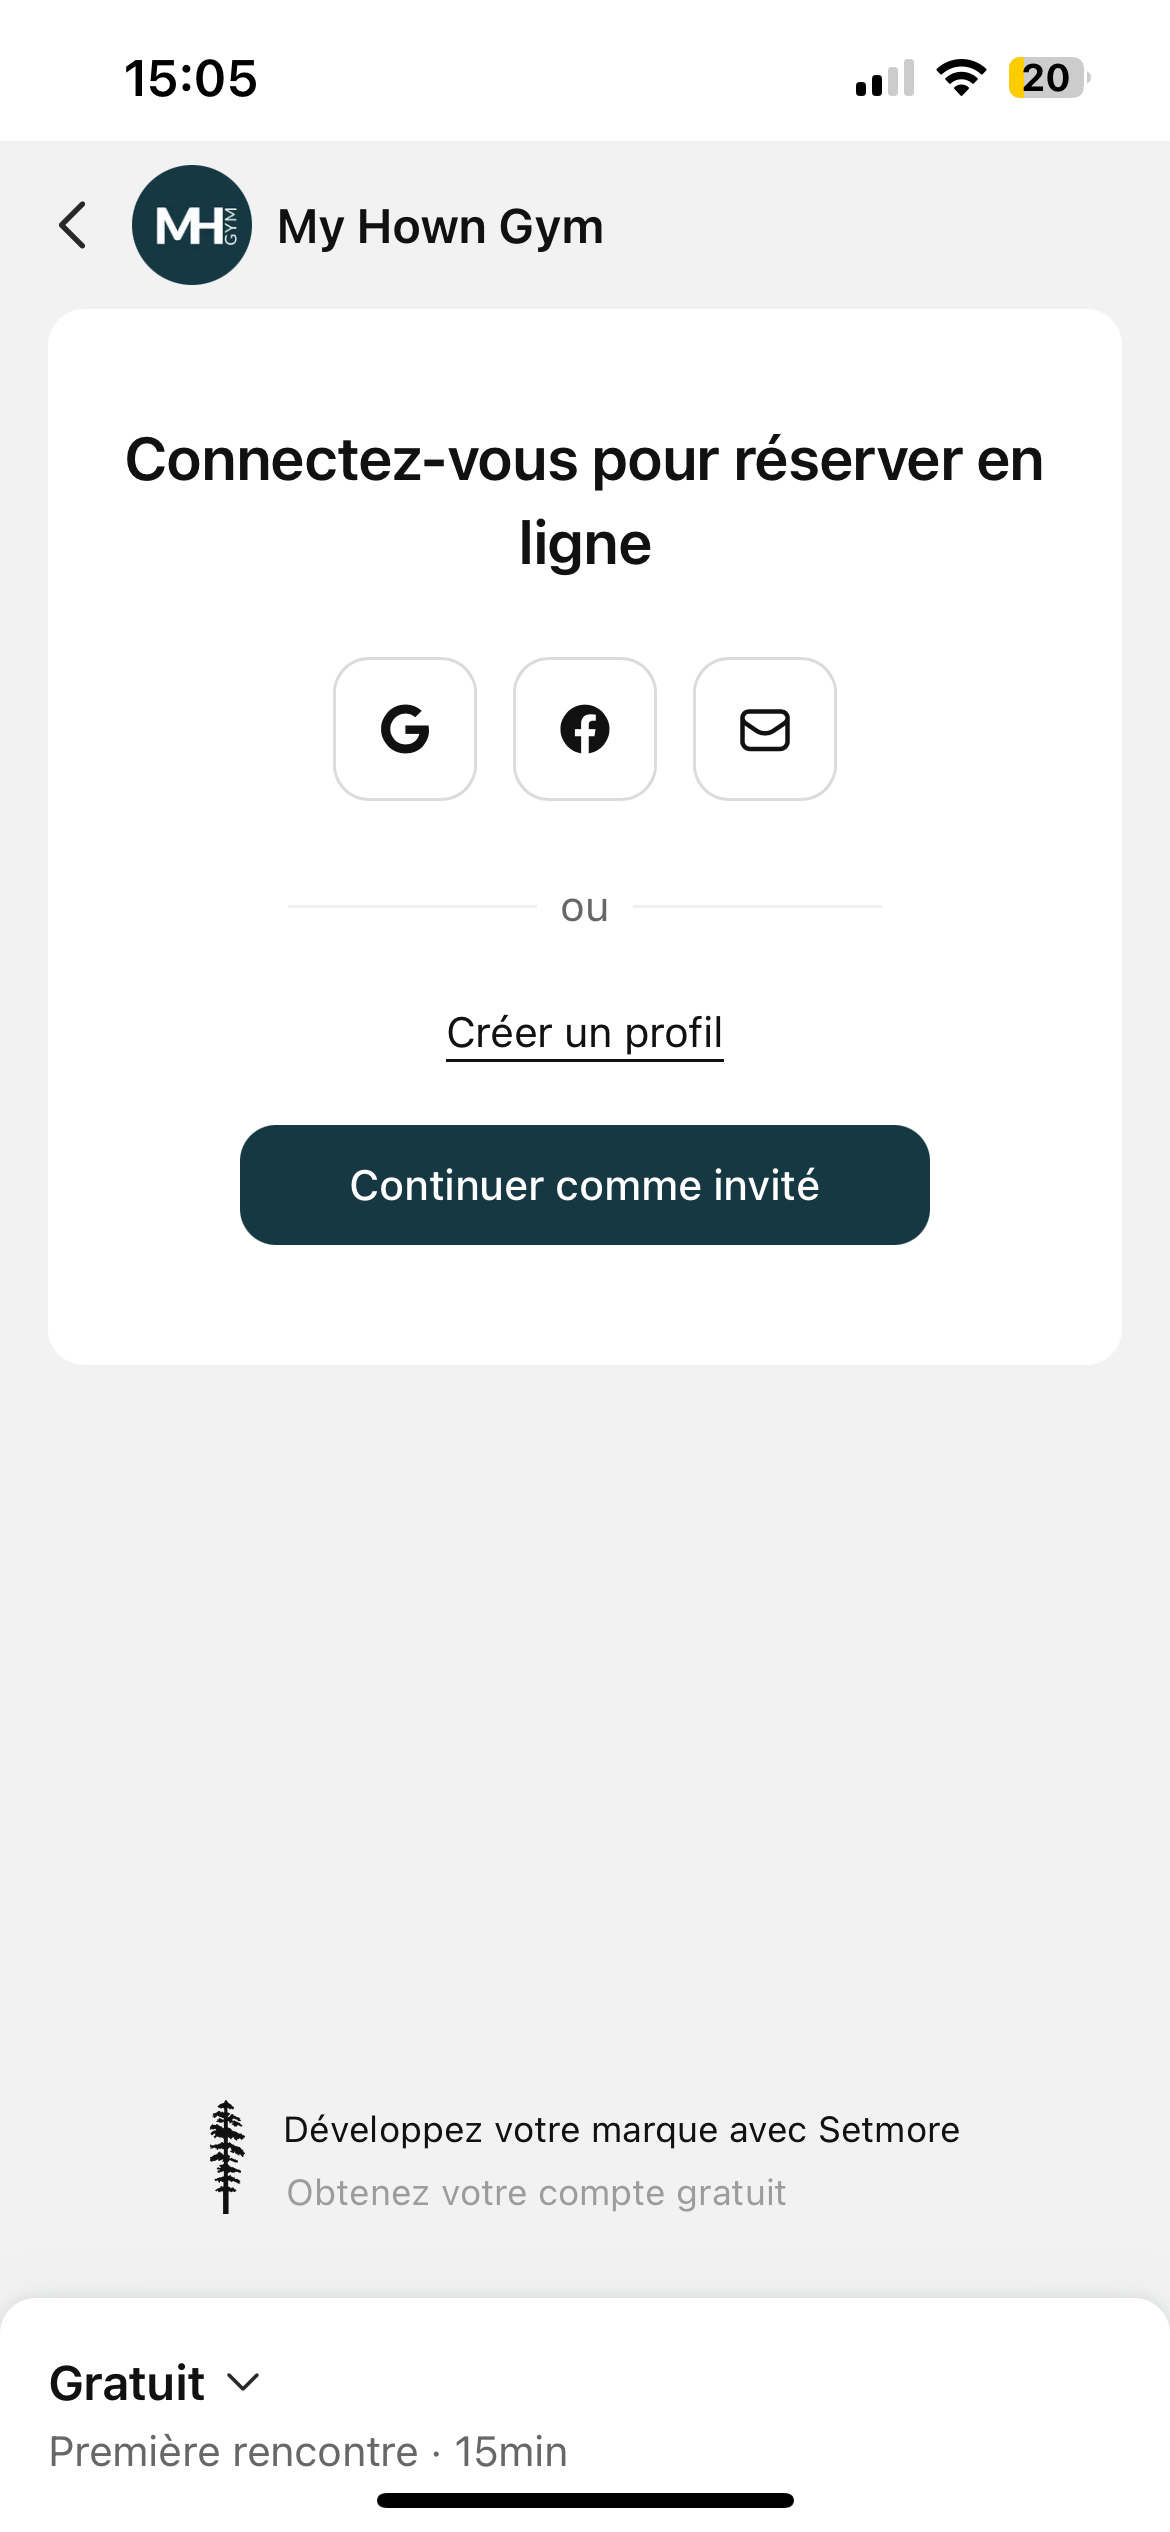 15:05
20
MH GYM
My Hown Gym
Connectez-vous pour réserver en
ligne
ou
Créer un profil
Continuer comme invité
Développez votre marque avec Setmore
Obtenez votre compte gratuit
Gratuit
Première rencontre · 15min